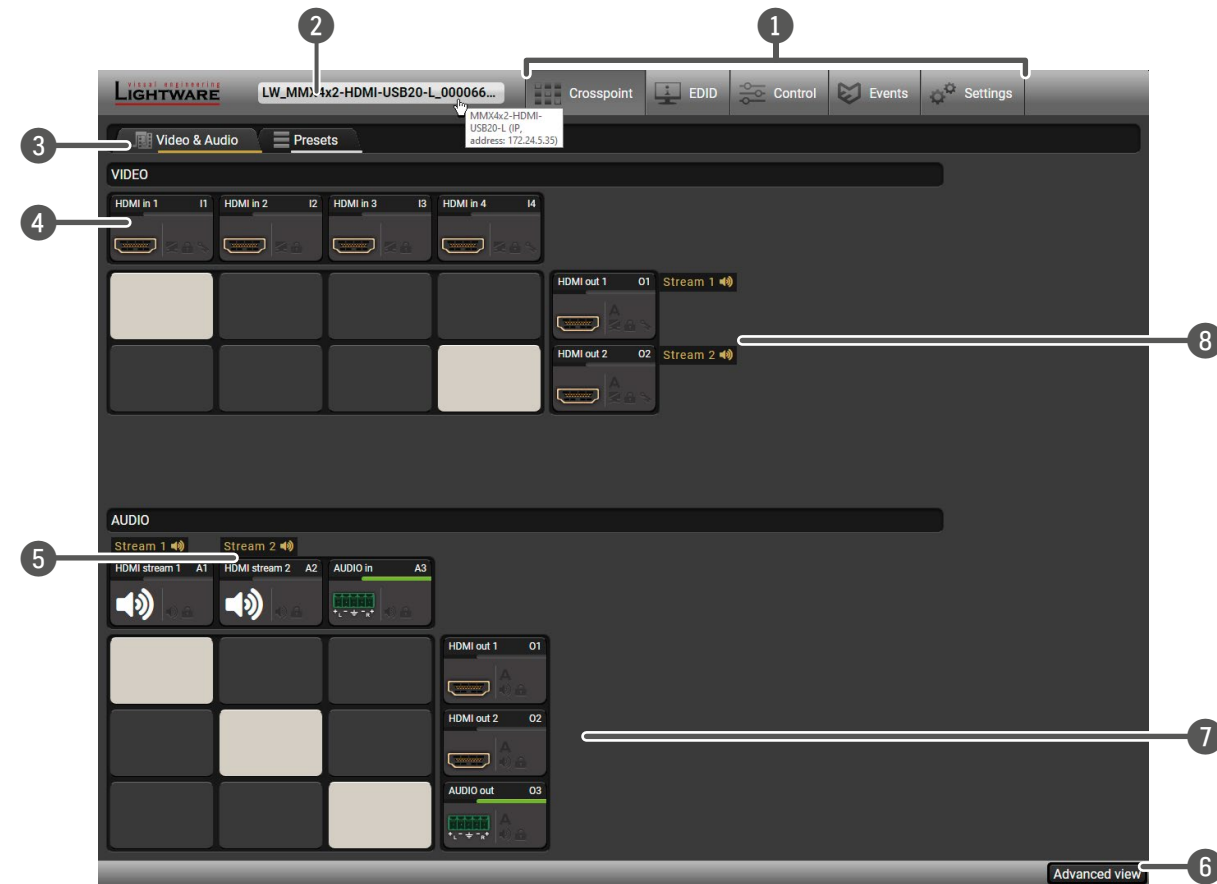 2
1
visual engineering
LIGHTWARE
LW_MMX4x2-HDMI-USB20-L_000066...
Crosspoint
EDID
Control
Events
Settings
MMX4x2-HDMI-
USB20-L (IP,
address: 172.24.5.35)
3
Video & Audio
Presets
VIDEO
HDMI in 1 I1
HDMI in 2 I2
HDMI in 3 I3
HDMI in 4 I4
4
HDMI out 1 O1
Stream 1
A
8
HDMI out 2 O2
Stream 2
A
AUDIO
Stream 1
Stream 2
5
HDMI stream 1 A1
HDMI stream 2 A2
AUDIO in A3
+L- ⏚ -R+
HDMI out 1 O1
A
HDMI out 2 O2
A
7
AUDIO out O3
A
+L- ⏚ -R+
Advanced view
6